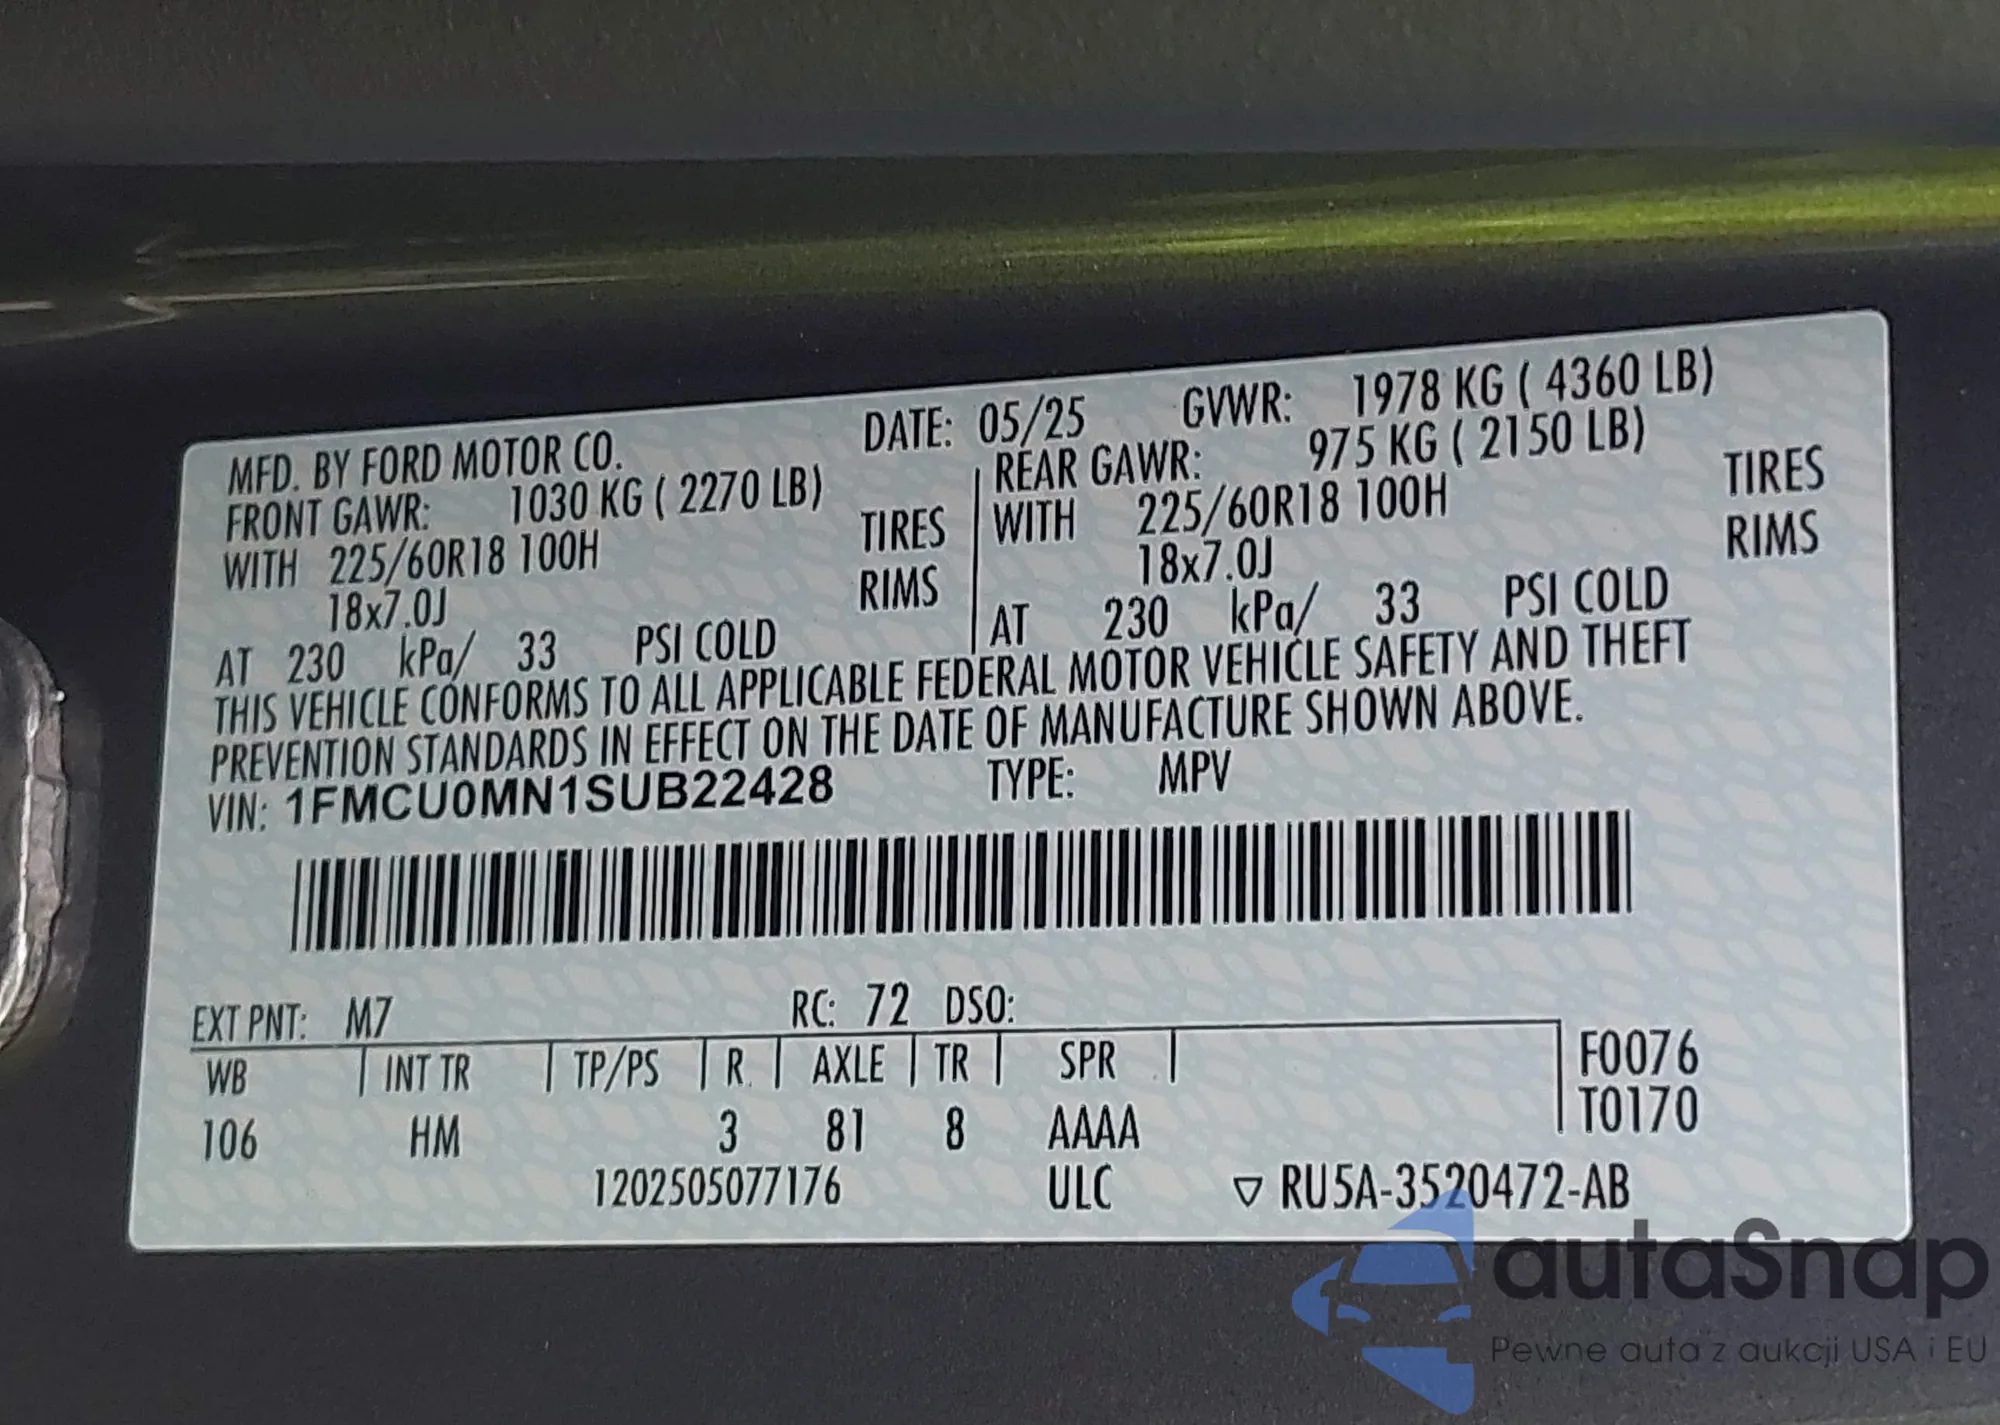 MFD. BY FORD MOTOR CO. DATE: 05/25 GVWR: 1978 KG ( 4360 LB)
FRONT GAWR: 1030 KG ( 2270 LB) REAR GAWR: 975 KG ( 2150 LB)
WITH 225/60R18 100H TIRES WITH 225/60R18 100H TIRES
18x7.0J RIMS 18x7.0J RIMS
AT 230 kPa/ 33 PSI COLD AT 230 kPa/ 33 PSI COLD
THIS VEHICLE CONFORMS TO ALL APPLICABLE FEDERAL MOTOR VEHICLE SAFETY AND THEFT
PREVENTION STANDARDS IN EFFECT ON THE DATE OF MANUFACTURE SHOWN ABOVE.
VIN: 1FMCU0MN1SUB22428 TYPE: MPV
EXT PNT: M7 RC: 72 DSO:
WB INT TR TP/PS R. AXLE TR SPR F0076
106 HM 3 81 8 AAAA T0170
1202505077176 ULC ▽ RU5A-3520472-AB
autaSnap
Pewne auta z aukcji USA i EU